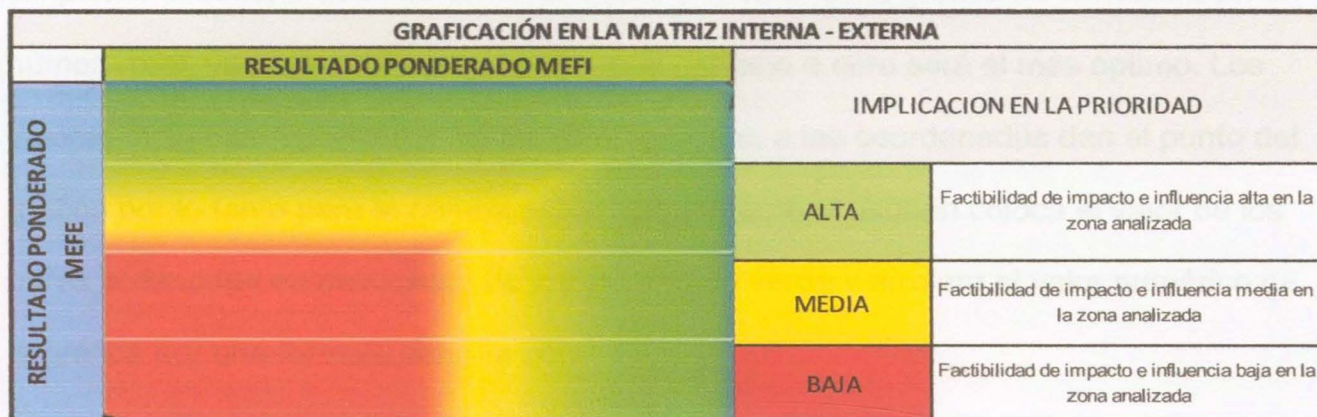 GRAFICACIÓN EN LA MATRIZ INTERNA - EXTERNA
RESULTADO PONDERADO MEFI
RESULTADO PONDERADO
MEFE
IMPLICACION EN LA PRIORIDAD
ALTA
Factibilidad de impacto e influencia alta en la
zona analizada
MEDIA
Factibilidad de impacto e influencia media en
la zona analizada
BAJA
Factibilidad de impacto e influencia baja en la
zona analizada